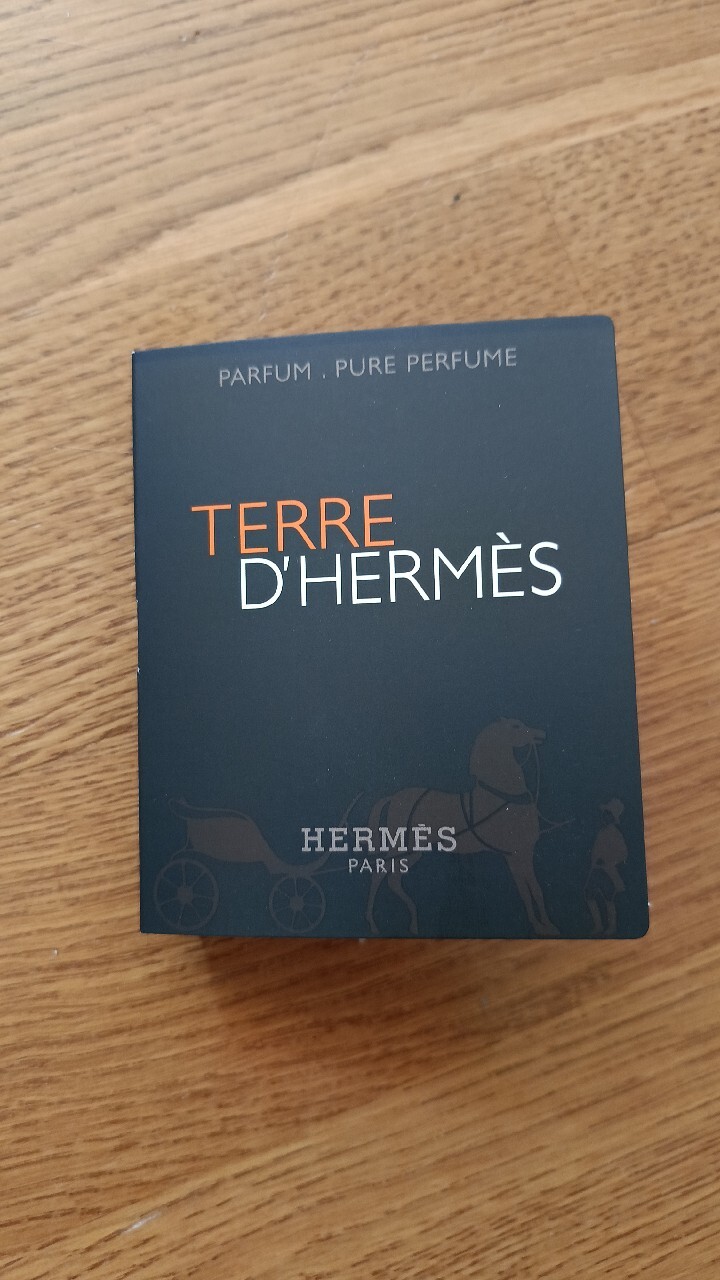 PARFUM . PURE PERFUME
TERRE
D'HERMÈS
HERMÈS
PARIS